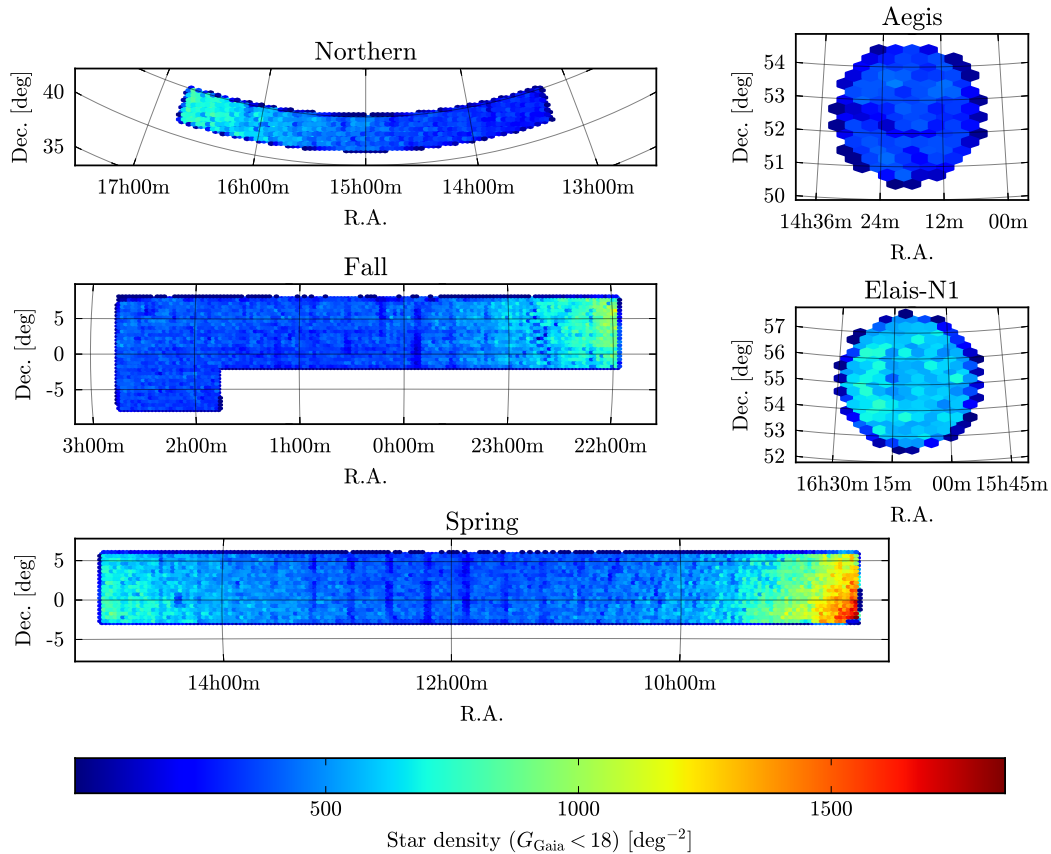 Northern
Dec. [deg]
40
35
17h00m 16h00m 15h00m 14h00m 13h00m
R.A.
Aegis
Dec. [deg]
54
53
52
51
50
14h36m 24m 12m 00m
R.A.
Fall
Dec. [deg]
5
0
-5
3h00m 2h00m 1h00m 0h00m 23h00m 22h00m
R.A.
Elais-N1
Dec. [deg]
57
56
55
54
53
52
16h30m 15m 00m 15h45m
R.A.
Spring
Dec. [deg]
5
0
-5
14h00m 12h00m 10h00m
R.A.
500 1000 1500
Star density (G_Gaia < 18) [deg⁻²]